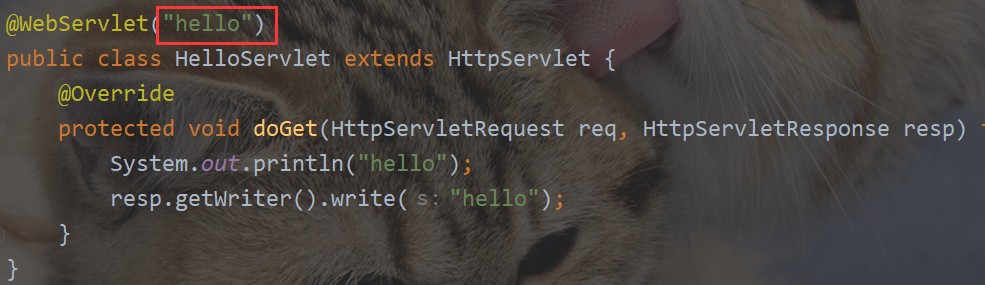 @WebServlet("hello")
public class HelloServlet extends HttpServlet {
@Override
protected void doGet(HttpServletRequest req, HttpServletResponse resp)
System.out.println("hello");
resp.getWriter().write( s: "hello");
}
}